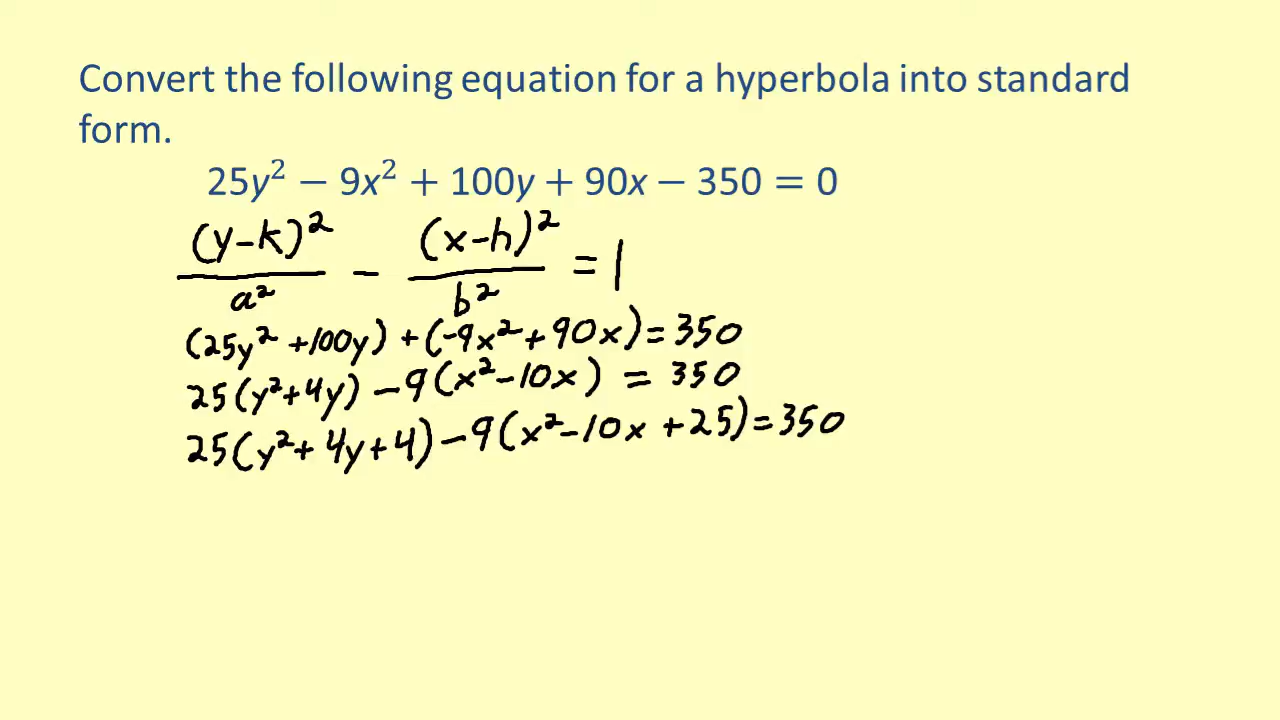 Convert the following equation for a hyperbola into standard
form.
25y² − 9x² + 100y + 90x − 350 = 0
(y-k)²/a² - (x-h)²/b² = 1
(25y² +100y) + (-9x² + 90x) = 350
25(y²+4y) - 9(x²-10x) = 350
25(y²+4y+4) - 9(x²-10x+25) = 350